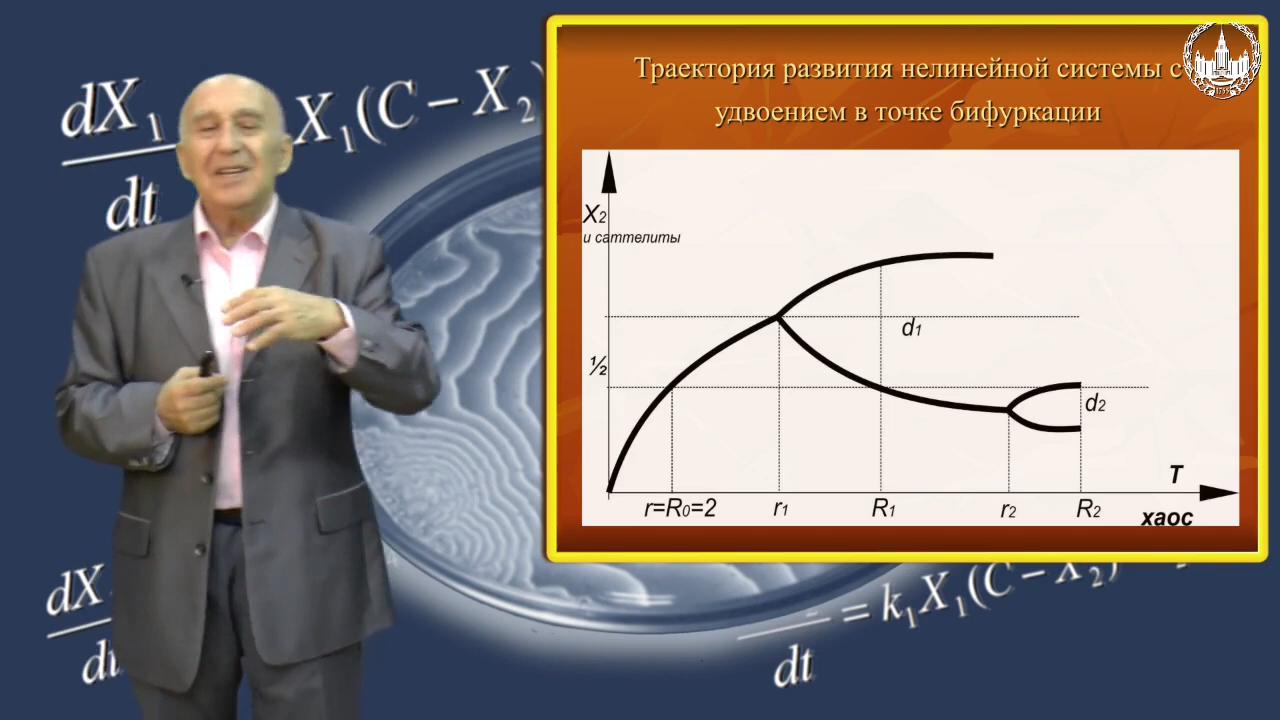 Траектория развития нелинейной системы с
удвоением в точке бифуркации
X2
и саттелиты
½
d1
d2
T
r=R0=2
r1
R1
r2
R2
хаос
dX1
dt
X1(C – X2)
dX
dt
dt
= k1X1(C – X2)
1755